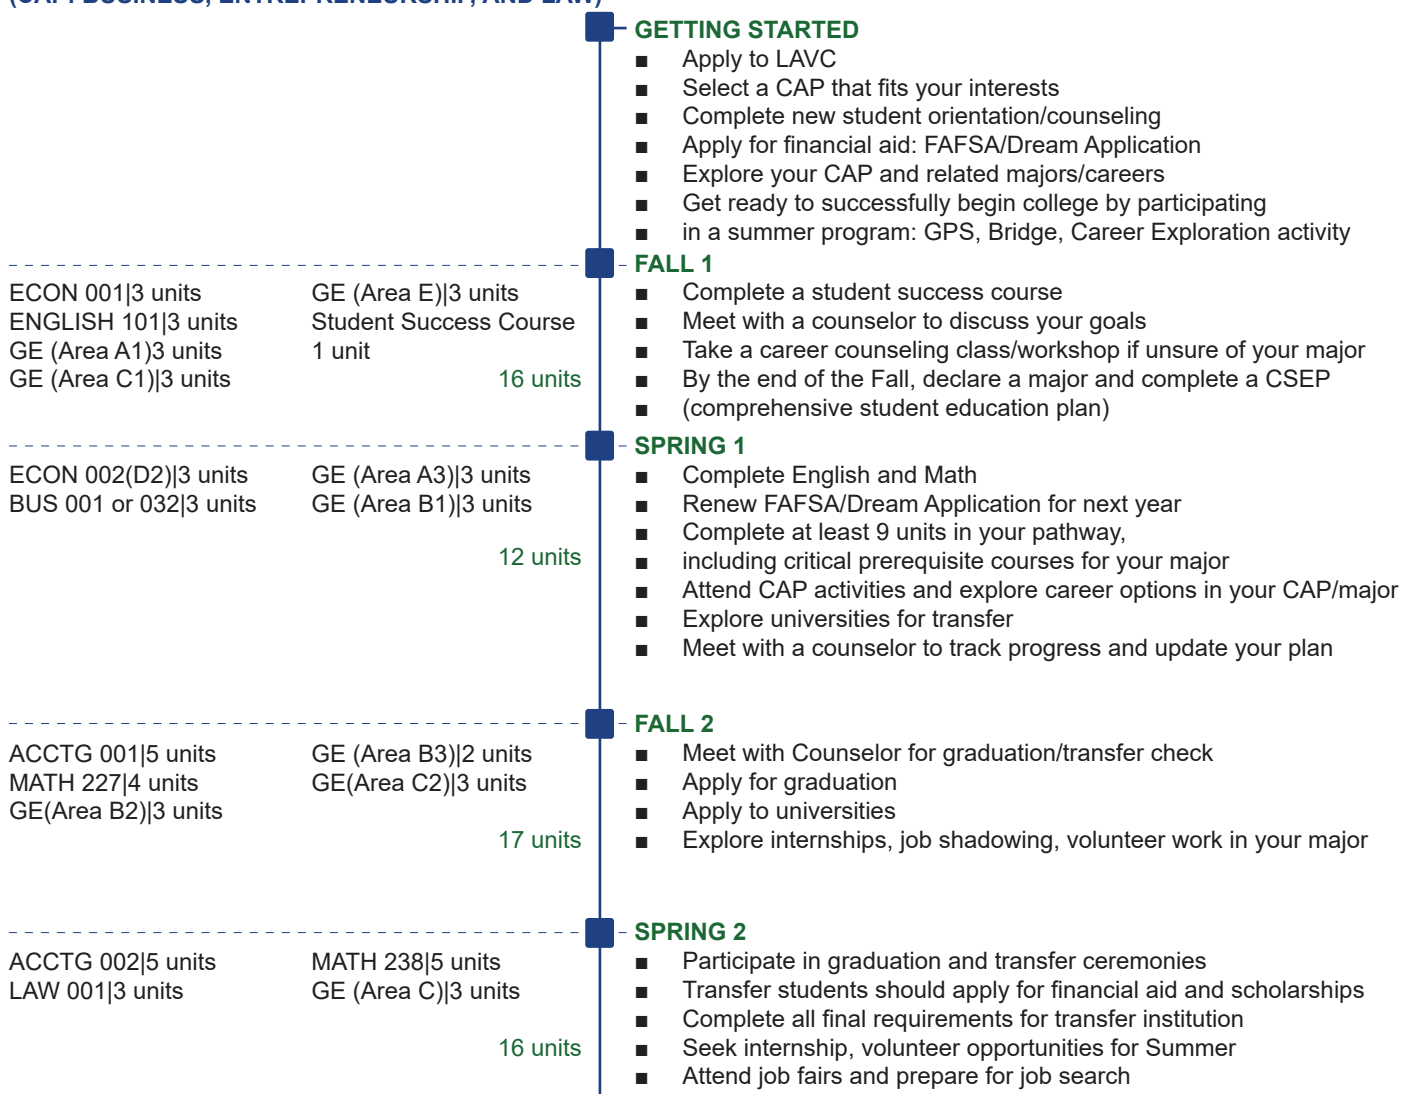 (CAP: BUSINESS, ENTREPRENEURSHIP, AND LAW)
GETTING STARTED
■ Apply to LAVC
■ Select a CAP that fits your interests
■ Complete new student orientation/counseling
■ Apply for financial aid: FAFSA/Dream Application
■ Explore your CAP and related majors/careers
■ Get ready to successfully begin college by participating
■ in a summer program: GPS, Bridge, Career Exploration activity
FALL 1
ECON 001|3 units
ENGLISH 101|3 units
GE (Area A1)3 units
GE (Area C1)|3 units
GE (Area E)|3 units
Student Success Course
1 unit
16 units
■ Complete a student success course
■ Meet with a counselor to discuss your goals
■ Take a career counseling class/workshop if unsure of your major
■ By the end of the Fall, declare a major and complete a CSEP
■ (comprehensive student education plan)
SPRING 1
ECON 002(D2)|3 units
BUS 001 or 032|3 units
GE (Area A3)|3 units
GE (Area B1)|3 units
12 units
■ Complete English and Math
■ Renew FAFSA/Dream Application for next year
■ Complete at least 9 units in your pathway,
■ including critical prerequisite courses for your major
■ Attend CAP activities and explore career options in your CAP/major
■ Explore universities for transfer
■ Meet with a counselor to track progress and update your plan
FALL 2
ACCTG 001|5 units
MATH 227|4 units
GE(Area B2)|3 units
GE (Area B3)|2 units
GE(Area C2)|3 units
17 units
■ Meet with Counselor for graduation/transfer check
■ Apply for graduation
■ Apply to universities
■ Explore internships, job shadowing, volunteer work in your major
SPRING 2
ACCTG 002|5 units
LAW 001|3 units
MATH 238|5 units
GE (Area C)|3 units
16 units
■ Participate in graduation and transfer ceremonies
■ Transfer students should apply for financial aid and scholarships
■ Complete all final requirements for transfer institution
■ Seek internship, volunteer opportunities for Summer
■ Attend job fairs and prepare for job search